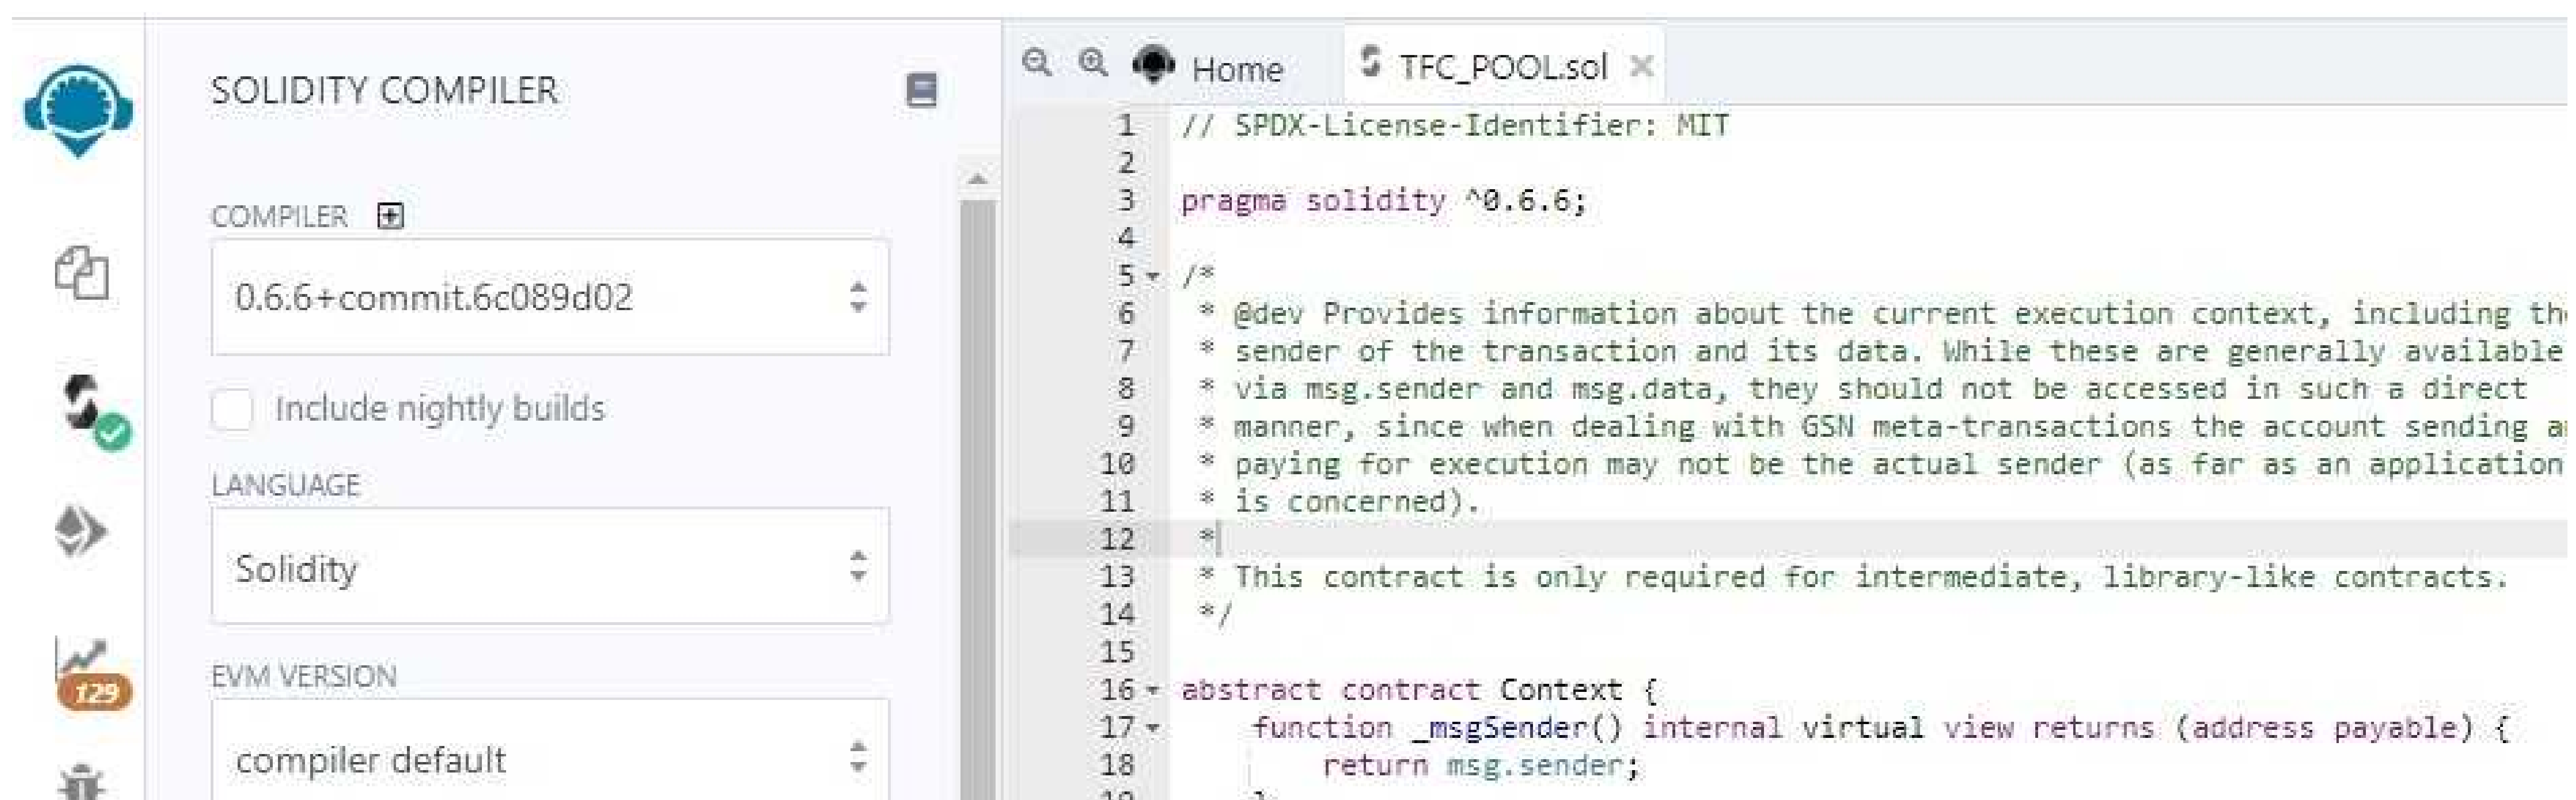 SOLIDITY COMPILER
COMPILER
0.6.6+commit.6c089d02
Include nightly builds
LANGUAGE
Solidity
EVM VERSION
compiler default
129
Home
TFC_POOL.sol
1 // SPDX-License-Identifier: MIT
2
3 pragma solidity ^0.6.6;
4
5 /*
6 * @dev Provides information about the current execution context, including
7 * sender of the transaction and its data. While these are generally available
8 * via msg.sender and msg.data, they should not be accessed in such a direct
9 * manner, since when dealing with GSN meta-transactions the account sending
10 * paying for execution may not be the actual sender (as far as an application
11 * is concerned).
12 *
13 * This contract is only required for intermediate, library-like contracts.
14 */
15
16 abstract contract Context {
17 function _msgSender() internal virtual view returns (address payable) {
18 return msg.sender;